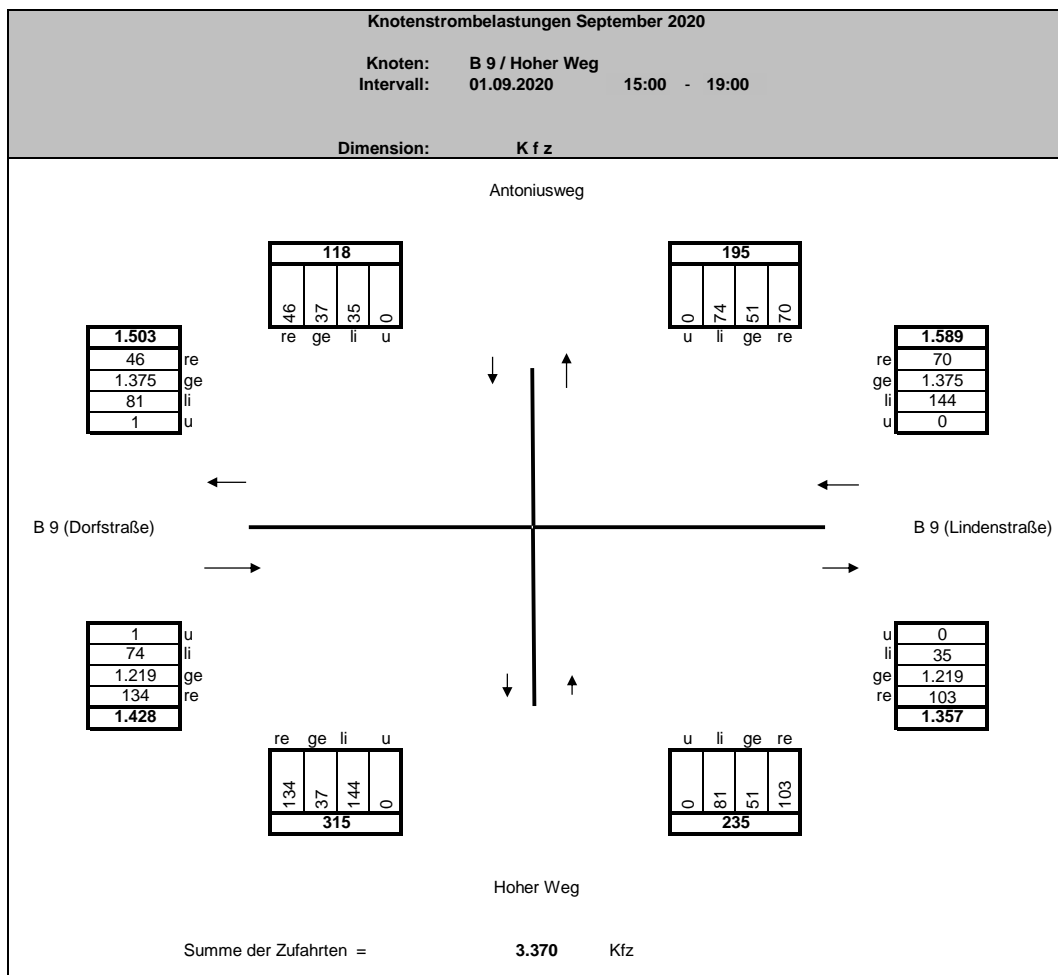 Knotenstrombelastungen September 2020
Knoten: B 9 / Hoher Weg
Intervall: 01.09.2020 15:00 - 19:00
Dimension: K f z
Antoniusweg
118
46 37 35 0
re ge li u
195
0 74 51 70
u li ge re
1.503
46 re
1.375 ge
81 li
1 u
1.589
re 70
ge 1.375
li 144
u 0
B 9 (Dorfstraße)
B 9 (Lindenstraße)
1 u
74 li
1.219 ge
134 re
1.428
u 0
li 35
ge 1.219
re 103
1.357
re ge li u
134 37 144 0
315
u li ge re
0 81 51 103
235
Hoher Weg
Summe der Zufahrten = 3.370 Kfz